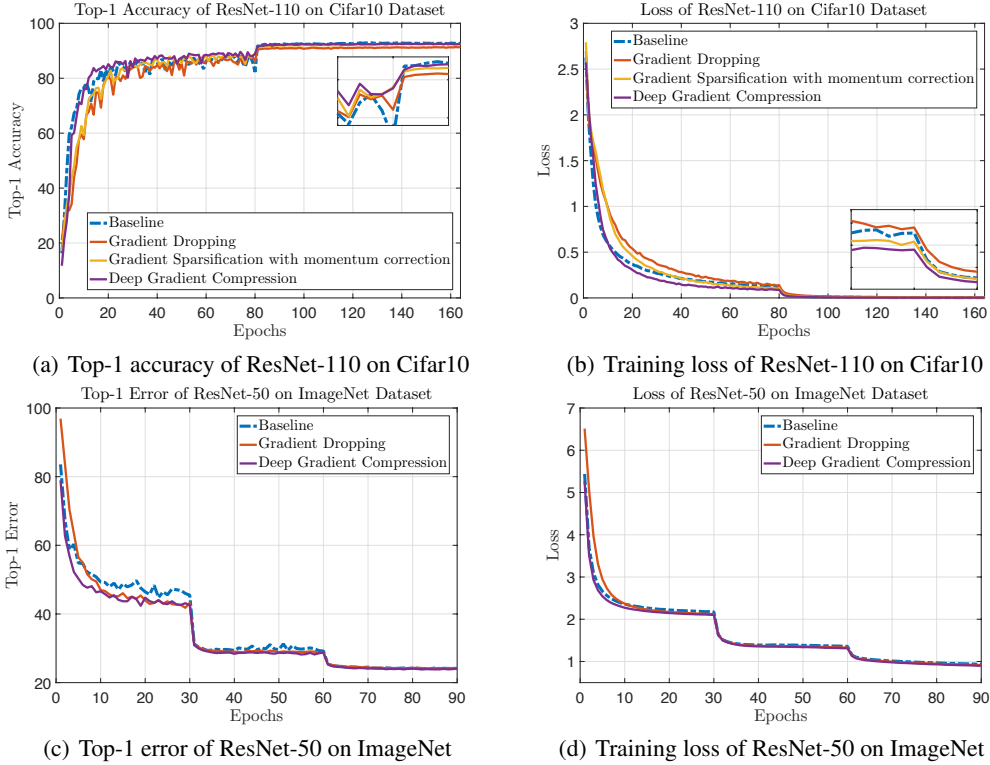 Top-1 Accuracy of ResNet-110 on Cifar10 Dataset
100
80
60
40
20
0
Top-1 Accuracy
Baseline
Gradient Dropping
Gradient Sparsification with momentum correction
Deep Gradient Compression
0 20 40 60 80 100 120 140 160
Epochs
(a) Top-1 accuracy of ResNet-110 on Cifar10
Loss of ResNet-110 on Cifar10 Dataset
3
2.5
2
1.5
1
0.5
0
Loss
Baseline
Gradient Dropping
Gradient Sparsification with momentum correction
Deep Gradient Compression
0 20 40 60 80 100 120 140 160
Epochs
(b) Training loss of ResNet-110 on Cifar10
Top-1 Error of ResNet-50 on ImageNet Dataset
100
80
60
40
20
Top-1 Error
Baseline
Gradient Dropping
Deep Gradient Compression
0 10 20 30 40 50 60 70 80 90
Epochs
(c) Top-1 error of ResNet-50 on ImageNet
Loss of ResNet-50 on ImageNet Dataset
7
6
5
4
3
2
1
Loss
Baseline
Gradient Dropping
Deep Gradient Compression
0 10 20 30 40 50 60 70 80 90
Epochs
(d) Training loss of ResNet-50 on ImageNet